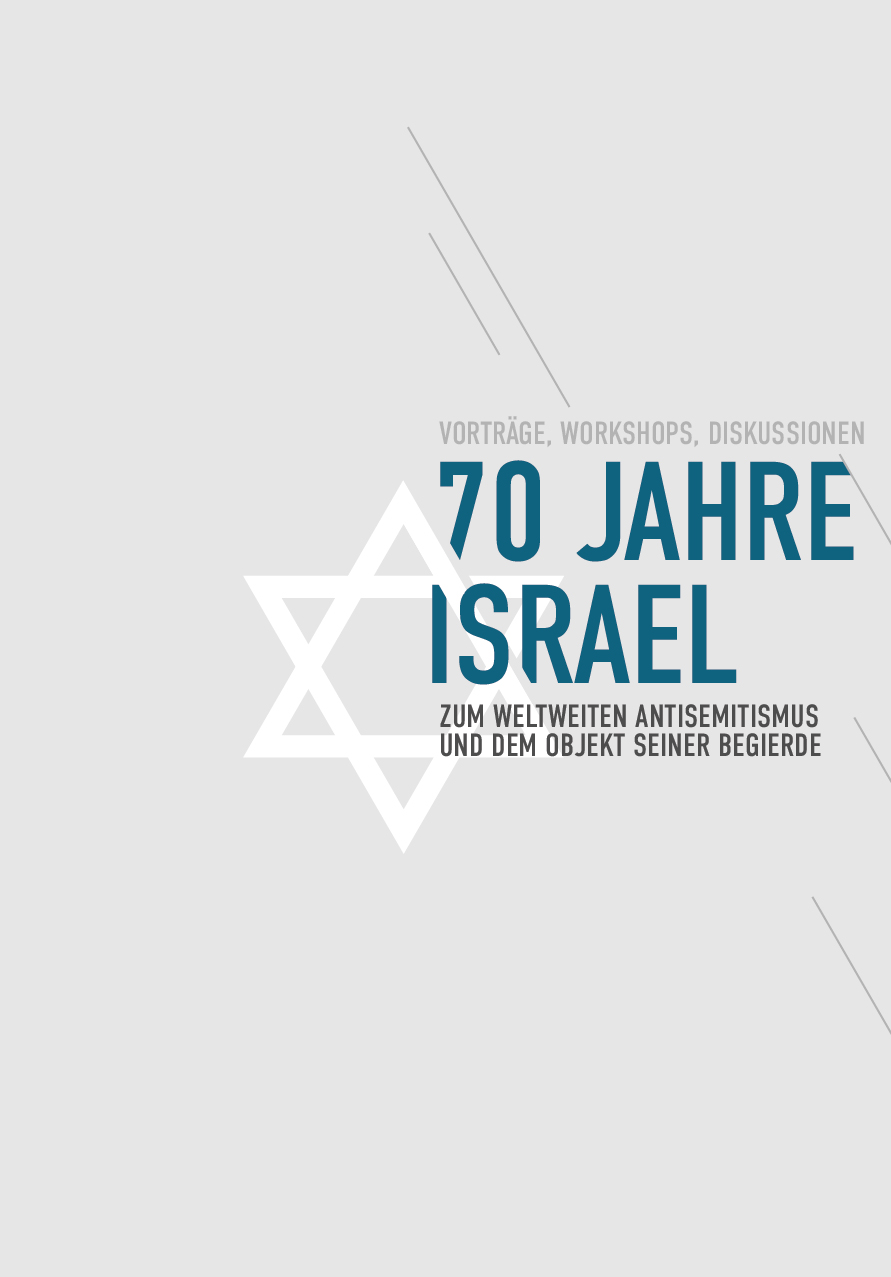 VORTRÄGE, WORKSHOPS, DISKUSSIONEN
70 JAHRE
ISRAEL
ZUM WELTWEITEN ANTISEMITISMUS
UND DEM OBJEKT SEINER BEGIERDE